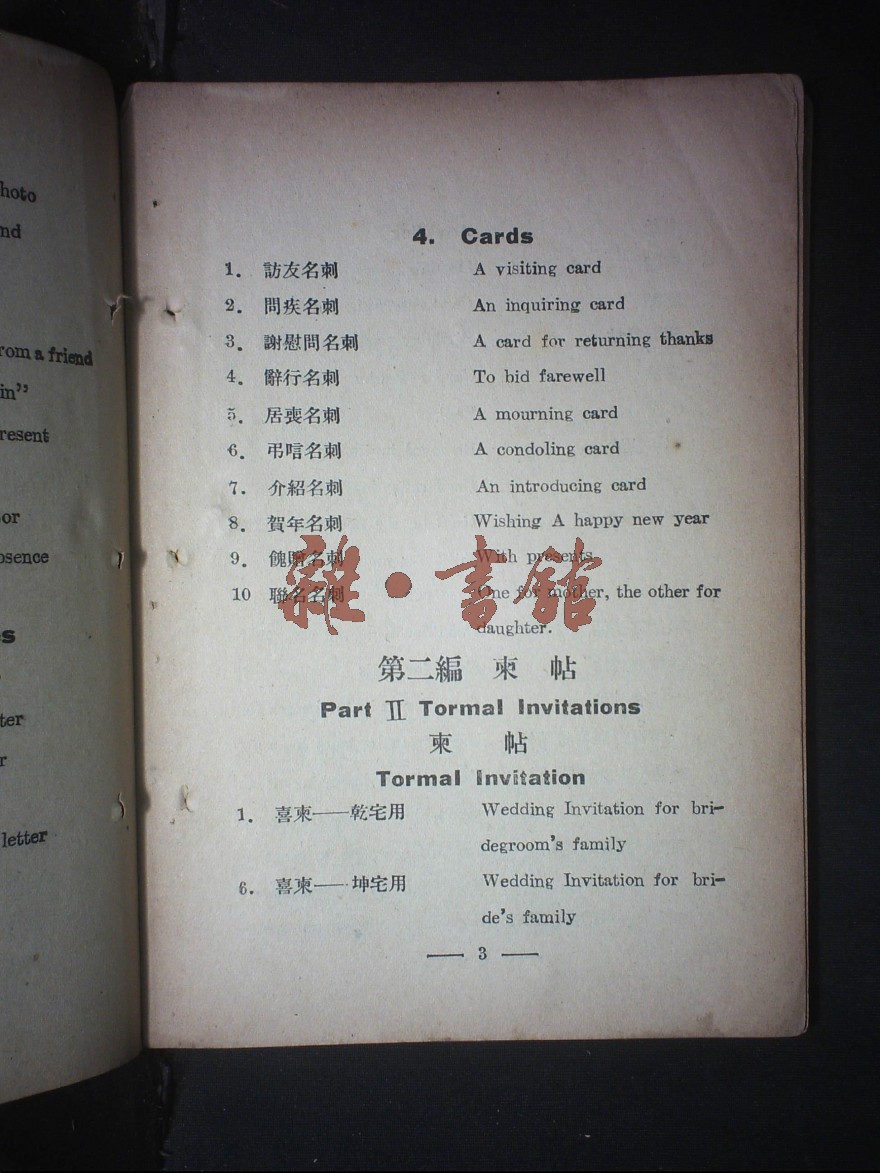 hoto
nd
rom a friend
in”
resent
or
osence
s
ter
r
letter
4. Cards
1. 訪友名刺 A visiting card
2. 問疾名刺 An inquiring card
3. 謝慰問名刺 A card for returning thanks
4. 辭行名刺 To bid farewell
5. 居喪名刺 A mourning card
6. 弔唁名刺 A condoling card
7. 介紹名刺 An introducing card
8. 賀年名刺 Wishing A happy new year
9. 餽贈名刺 With presents
10 聯名名刺 One for mother, the other for
daughter.
雜·書館
第二編 柬 帖
Part II Tormal Invitations
柬 帖
Tormal Invitation
1. 喜柬——乾宅用 Wedding Invitation for bri-
degroom's family
6. 喜柬——坤宅用 Wedding Invitation for bri-
de's family
— 3 —